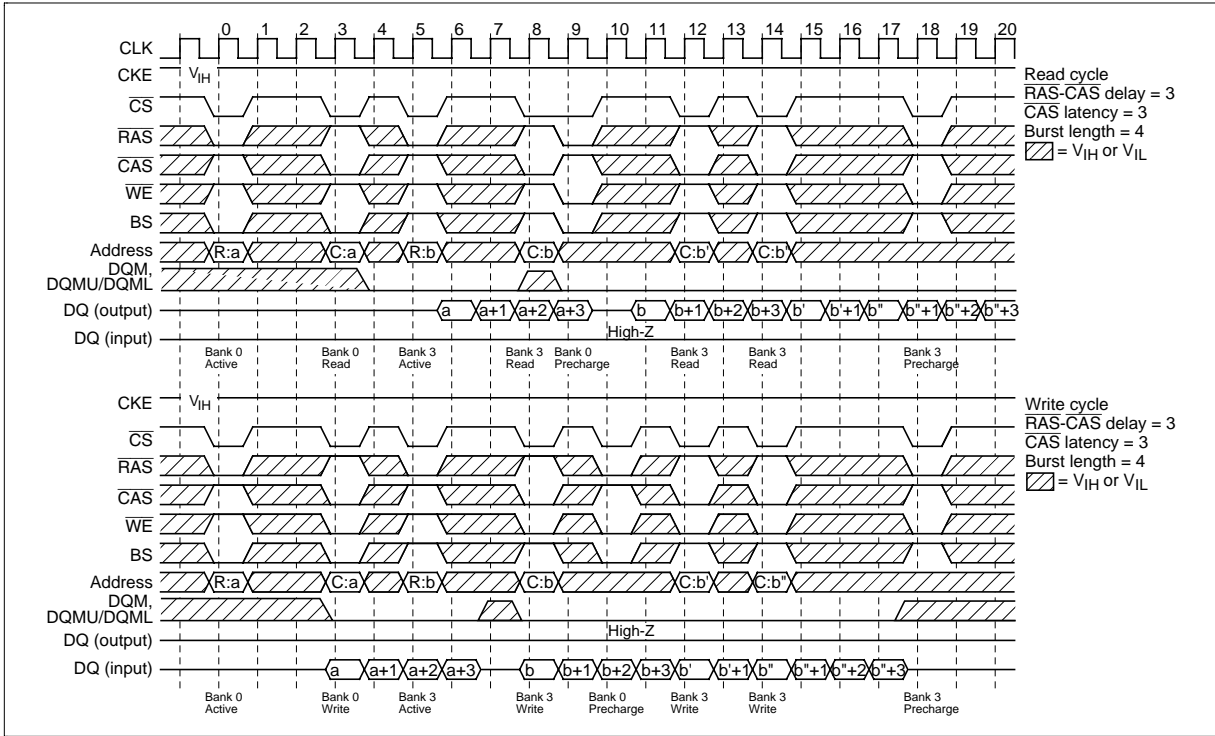 0 1 2 3 4 5 6 7 8 9 10 11 12 13 14 15 16 17 18 19 20
CLK
CKE VIH
CS
RAS
CAS
WE
BS
Address R:a C:a R:b C:b C:b' C:b"
DQM,
DQMU/DQML
DQ (output) a a+1 a+2 a+3 b b+1 b+2 b+3 b' b'+1 b" b"+1 b"+2 b"+3
High-Z
DQ (input)
Bank 0 Bank 0 Bank 3 Bank 3 Bank 0 Bank 3 Bank 3 Bank 3
Active Read Active Read Precharge Read Read Precharge
Read cycle
RAS-CAS delay = 3
CAS latency = 3
Burst length = 4
= VIH or VIL
CKE VIH
CS
RAS
CAS
WE
BS
Address R:a C:a R:b C:b C:b' C:b"
DQM,
DQMU/DQML
High-Z
DQ (output)
DQ (input) a a+1 a+2 a+3 b b+1 b+2 b+3 b' b'+1 b" b"+1 b"+2 b"+3
Bank 0 Bank 0 Bank 3 Bank 3 Bank 0 Bank 3 Bank 3 Bank 3
Active Write Active Write Precharge Write Write Precharge
Write cycle
RAS-CAS delay = 3
CAS latency = 3
Burst length = 4
= VIH or VIL